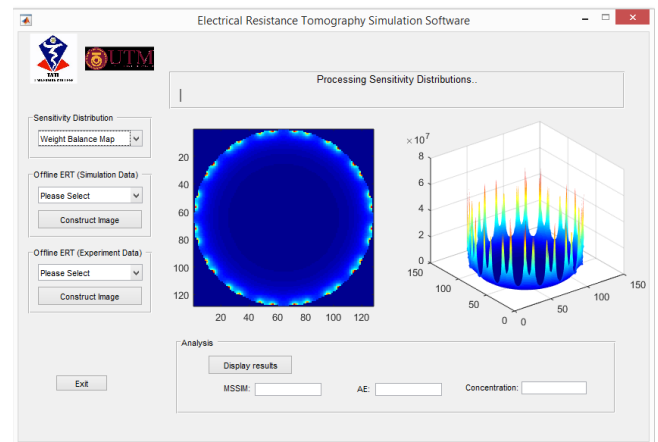 Electrical Resistance Tomography Simulation Software
TATI
UTM
Processing Sensitivity Distributions..
Sensitivity Distribution
Weight Balance Map
Offline ERT (Simulation Data)
Please Select
Construct Image
Offline ERT (Experiment Data)
Please Select
Construct Image
Exit
20
40
60
80
100
120
20 40 60 80 100 120
×10^7
8
6
4
2
0
150
100
50
0
0
50
100
150
Analysis
Display results
MSSIM:
AE:
Concentration: